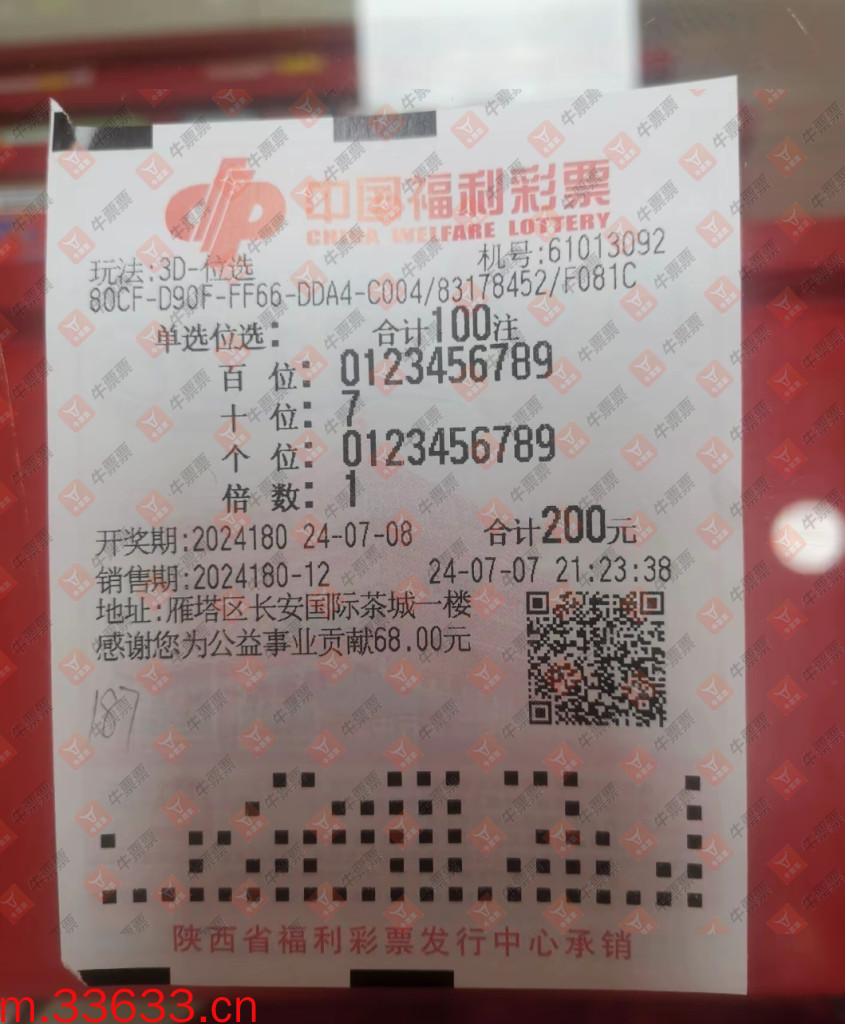 中国福利彩票
CHINA WELFARE LOTTERY
玩法:3D-位选 机号:61013092
80CF-D90F-FF66-DDA4-C004/83178452/F081C
单选位选: 合计100注
百 位: 0123456789
十 位: 7
个 位: 0123456789
倍 数: 1
开奖期:2024180 24-07-08 合计200元
销售期:2024180-12 24-07-07 21:23:38
地址:雁塔区长安国际茶城一楼
感谢您为公益事业贡献68.00元
187
陕西省福利彩票发行中心承销
m.33633.cn
牛票票